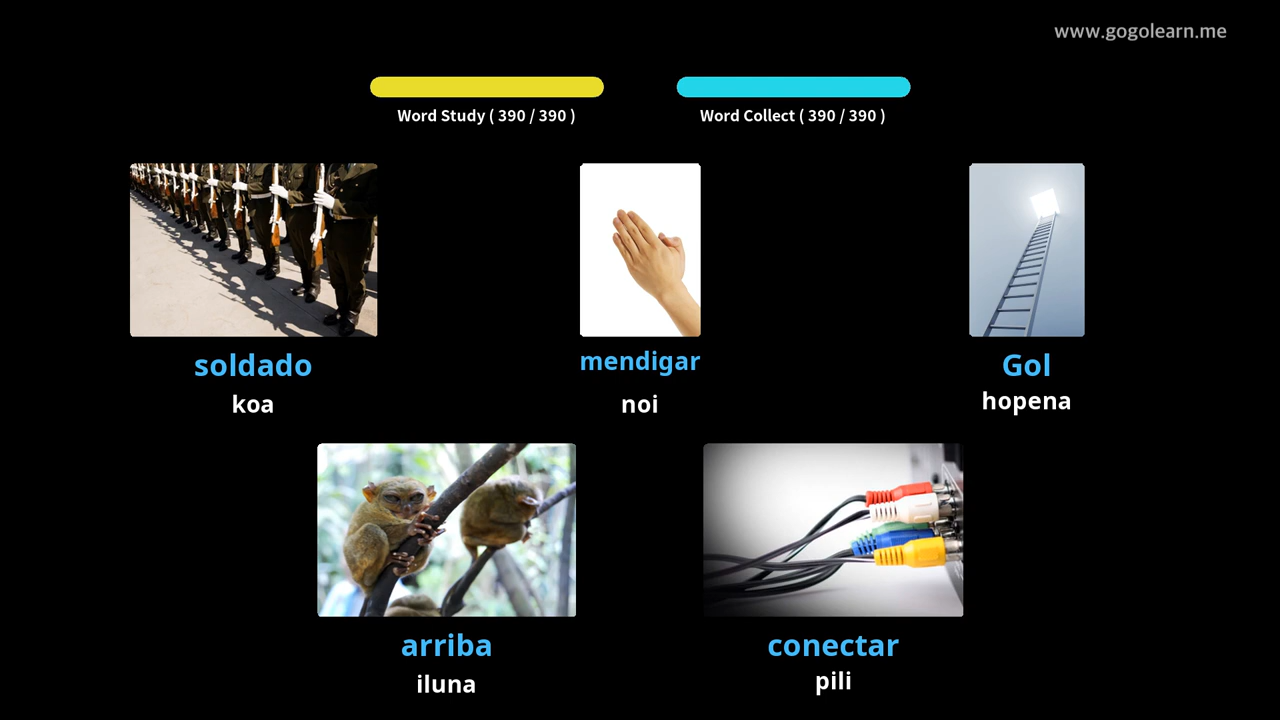 www.gogolearn.me
Word Study ( 390 / 390 )
Word Collect ( 390 / 390 )
soldado
koa
mendigar
noi
Gol
hopena
arriba
iluna
conectar
pili